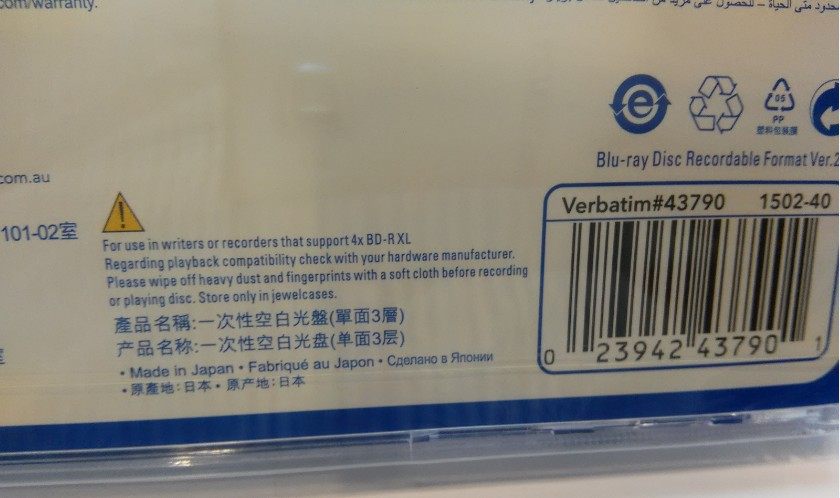 com/warranty.
e
05
PP
塑料包装膜
Blu-ray Disc Recordable Format Ver.2
com.au
101-02室
Verbatim#43790 1502-40
For use in writers or recorders that support 4x BD-R XL
Regarding playback compatibility check with your hardware manufacturer.
Please wipe off heavy dust and fingerprints with a soft cloth before recording
or playing disc. Store only in jewelcases.
產品名稱:一次性空白光盤(單面3層)
产品名称:一次性空白光盘(单面3层)
• Made in Japan • Fabriqué au Japon • Сделано в Японии
• 原產地:日本 • 原产地:日本
0 23942 43790 1